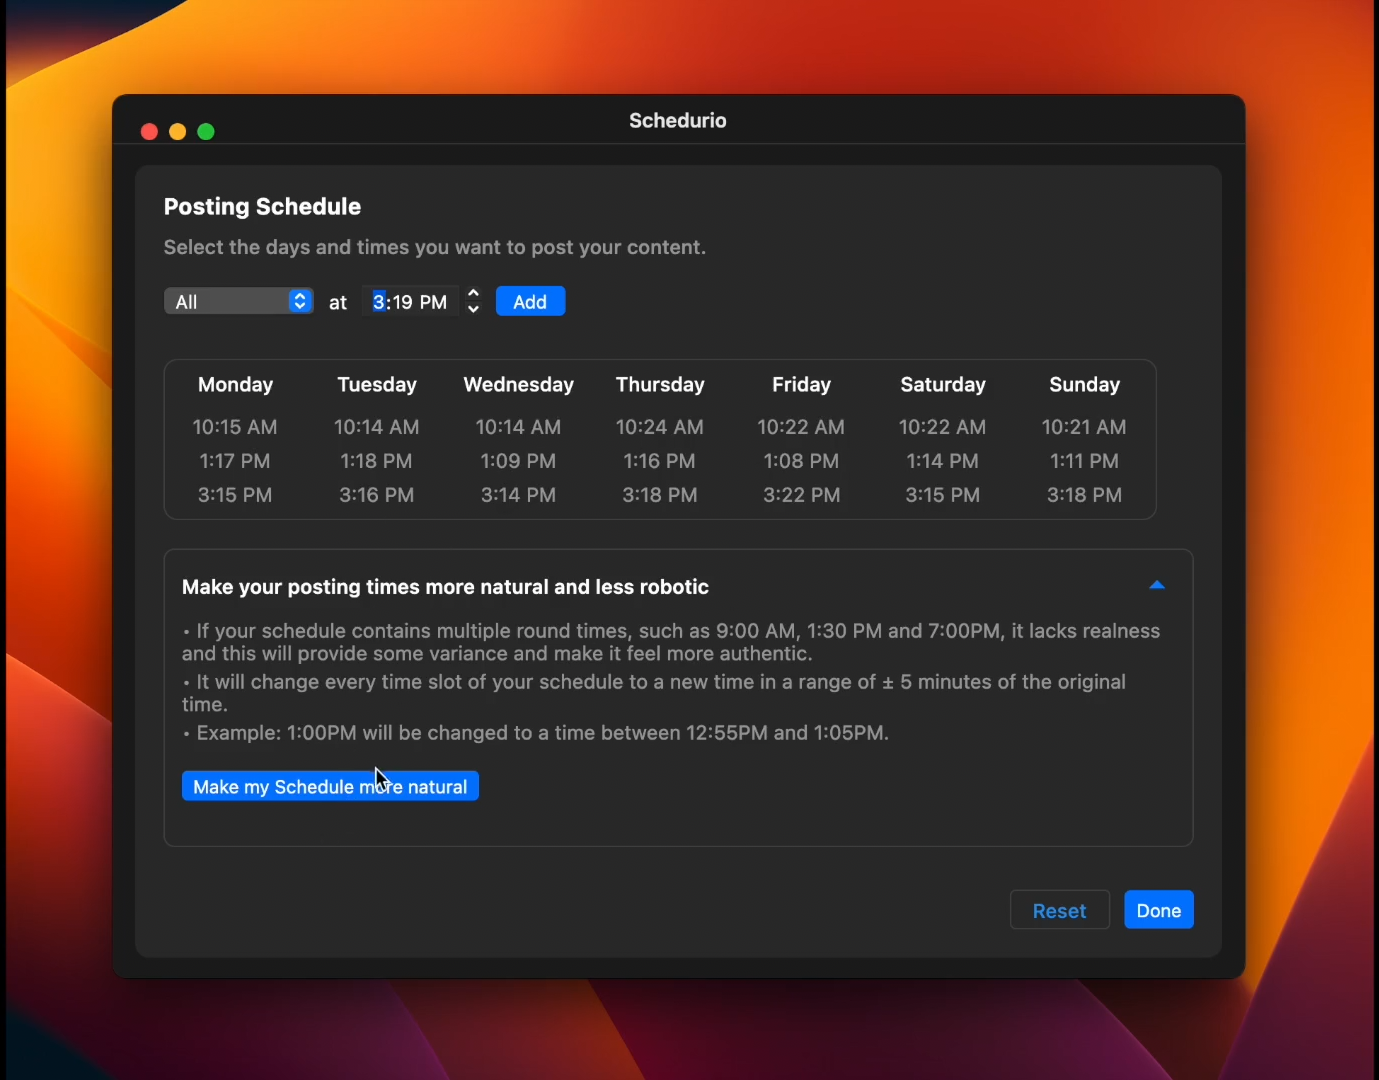 Schedurio
Posting Schedule
Select the days and times you want to post your content.
All at 3:19 PM Add
Monday Tuesday Wednesday Thursday Friday Saturday Sunday
10:15 AM 10:14 AM 10:14 AM 10:24 AM 10:22 AM 10:22 AM 10:21 AM
1:17 PM 1:18 PM 1:09 PM 1:16 PM 1:08 PM 1:14 PM 1:11 PM
3:15 PM 3:16 PM 3:14 PM 3:18 PM 3:22 PM 3:15 PM 3:18 PM
Make your posting times more natural and less robotic
• If your schedule contains multiple round times, such as 9:00 AM, 1:30 PM and 7:00PM, it lacks realness
and this will provide some variance and make it feel more authentic.
• It will change every time slot of your schedule to a new time in a range of ± 5 minutes of the original
time.
• Example: 1:00PM will be changed to a time between 12:55PM and 1:05PM.
Make my Schedule more natural
Reset Done